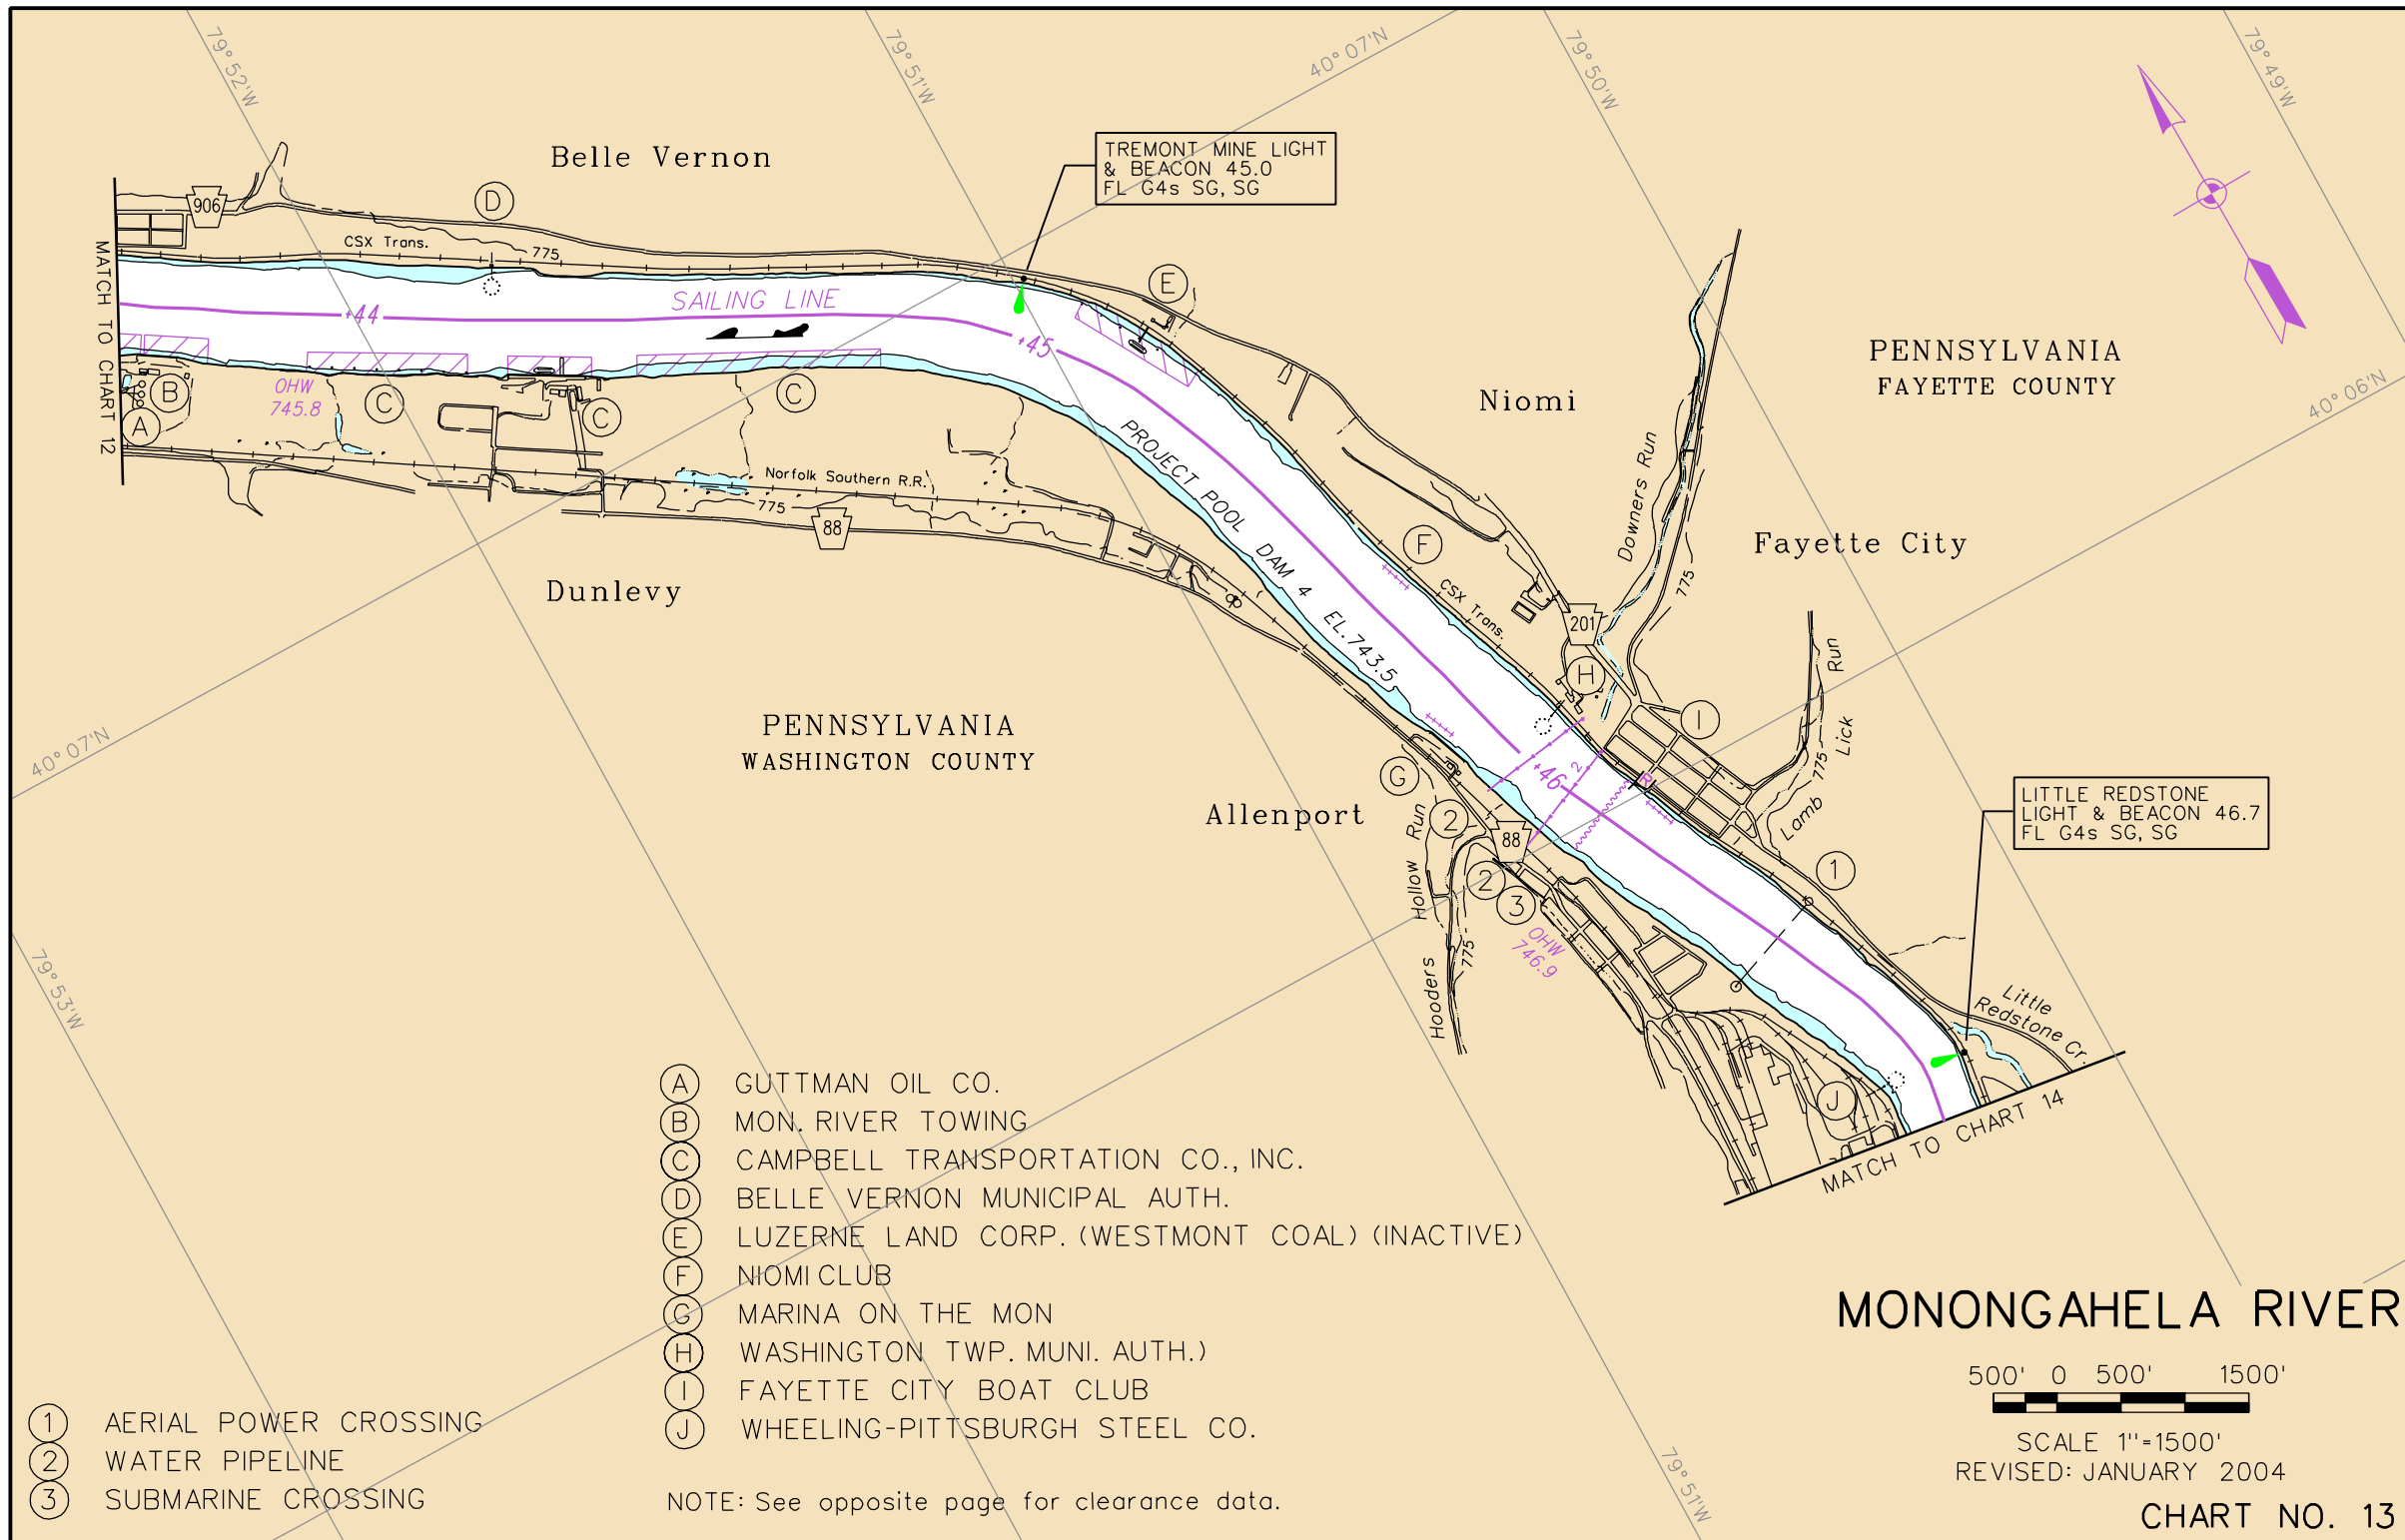 79°52'W
79°51'W
40°07'N
79°50'W
79°49'W
Belle Vernon
TREMONT MINE LIGHT
& BEACON 45.0
FL G4s SG, SG
906
D
CSX Trans.
775
MATCH TO CHART 12
SAILING LINE
+44
+45
E
PENNSYLVANIA
FAYETTE COUNTY
40°06'N
Niomi
B
A
OHW
745.8
C
C
C
PROJECT POOL DAM 4 EL.743.5
Norfolk Southern R.R.
775
88
Downers Run
775
F
Fayette City
CSX Trans.
201
Dunlevy
H
I
Run
Lick
Lamb
775
PENNSYLVANIA
WASHINGTON COUNTY
40°07'N
G
+46
2
R
Allenport
2
88
2
3
OHW
746.9
Hooders Hollow Run
775
1
LITTLE REDSTONE
LIGHT & BEACON 46.7
FL G4s SG, SG
79°53'W
Little
Redstone Cr.
J
MATCH TO CHART 14
A GUTTMAN OIL CO.
B MON. RIVER TOWING
C CAMPBELL TRANSPORTATION CO., INC.
D BELLE VERNON MUNICIPAL AUTH.
E LUZERNE LAND CORP. (WESTMONT COAL) (INACTIVE)
F NIOMI CLUB
G MARINA ON THE MON
H WASHINGTON TWP. MUNI. AUTH.)
I FAYETTE CITY BOAT CLUB
J WHEELING-PITTSBURGH STEEL CO.
1 AERIAL POWER CROSSING
2 WATER PIPELINE
3 SUBMARINE CROSSING
NOTE: See opposite page for clearance data.
79°51'W
MONONGAHELA RIVER
500' 0 500' 1500'
SCALE 1"=1500'
REVISED: JANUARY 2004
CHART NO. 13